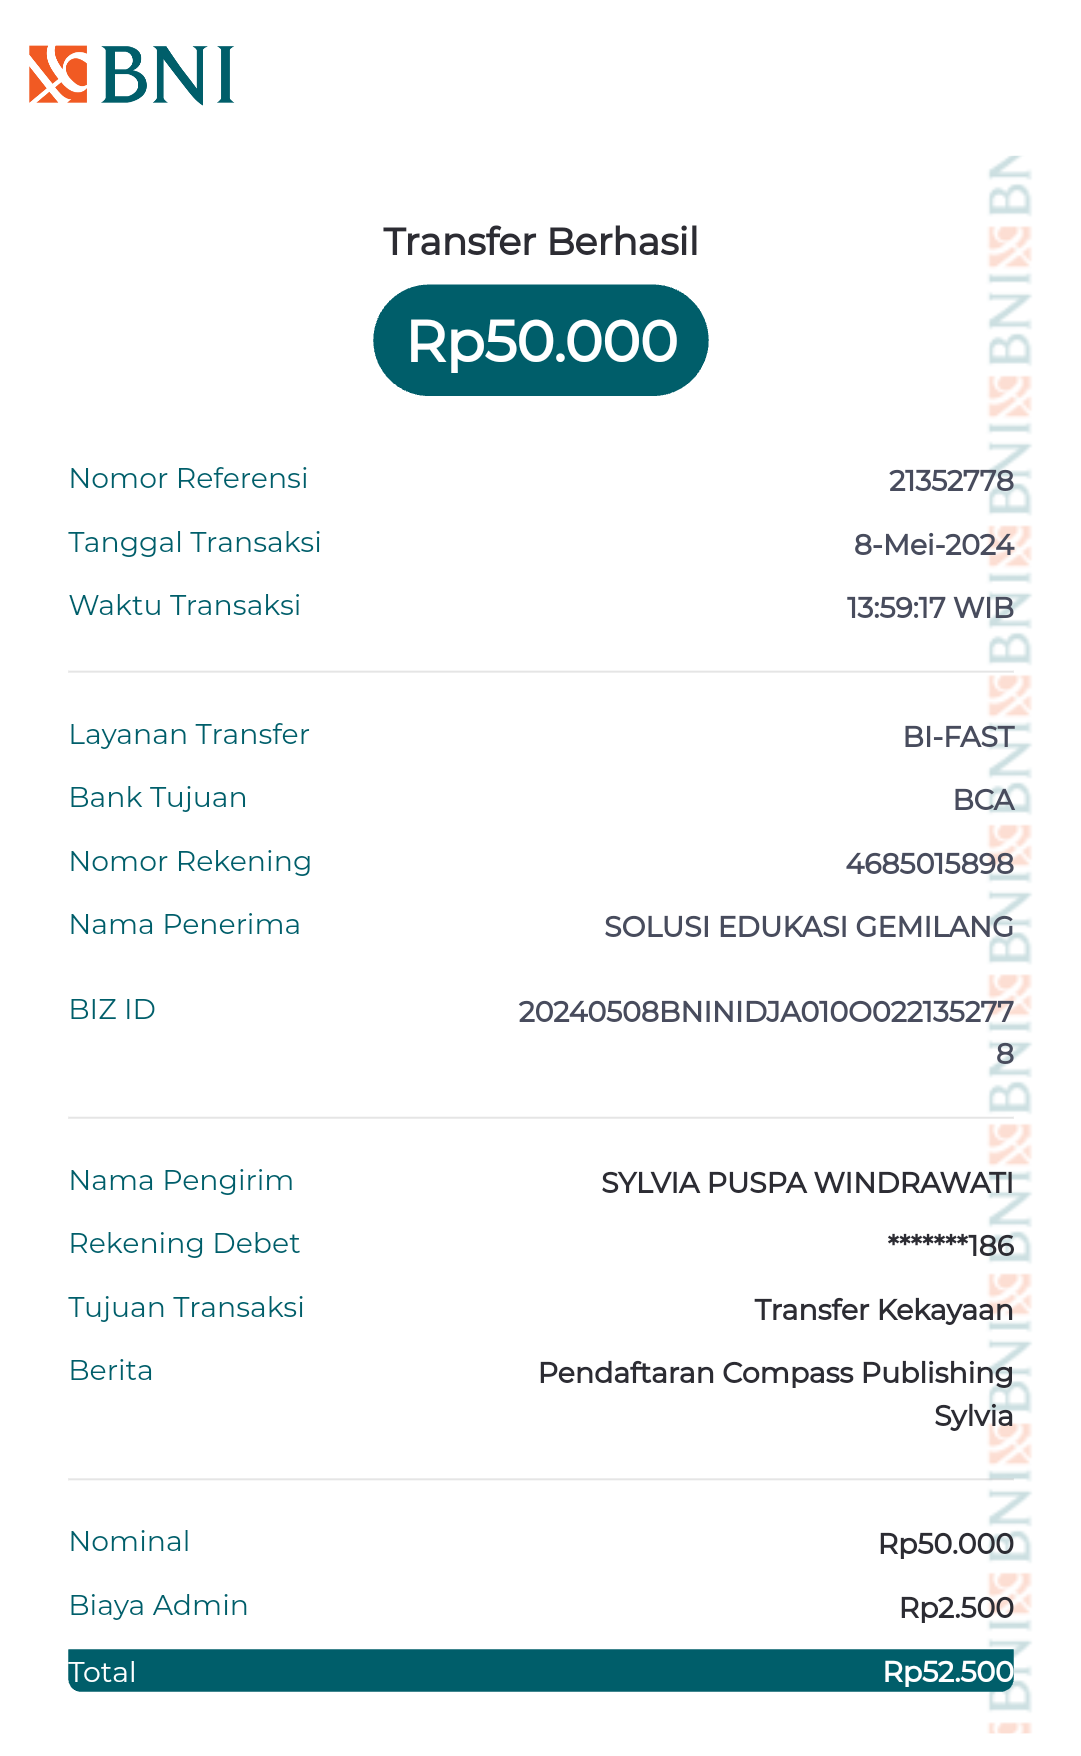 BNI
Transfer Berhasil
Rp50.000
Nomor Referensi 21352778
Tanggal Transaksi 8-Mei-2024
Waktu Transaksi 13:59:17 WIB
Layanan Transfer BI-FAST
Bank Tujuan BCA
Nomor Rekening 4685015898
Nama Penerima SOLUSI EDUKASI GEMILANG
BIZ ID 20240508BNINIDJA010O022135277
8
Nama Pengirim SYLVIA PUSPA WINDRAWATI
Rekening Debet *******186
Tujuan Transaksi Transfer Kekayaan
Berita Pendaftaran Compass Publishing
Sylvia
Nominal Rp50.000
Biaya Admin Rp2.500
Total Rp52.500
BNI BNI BNI BNI BNI BNI BNI BNI BNI BNI BN